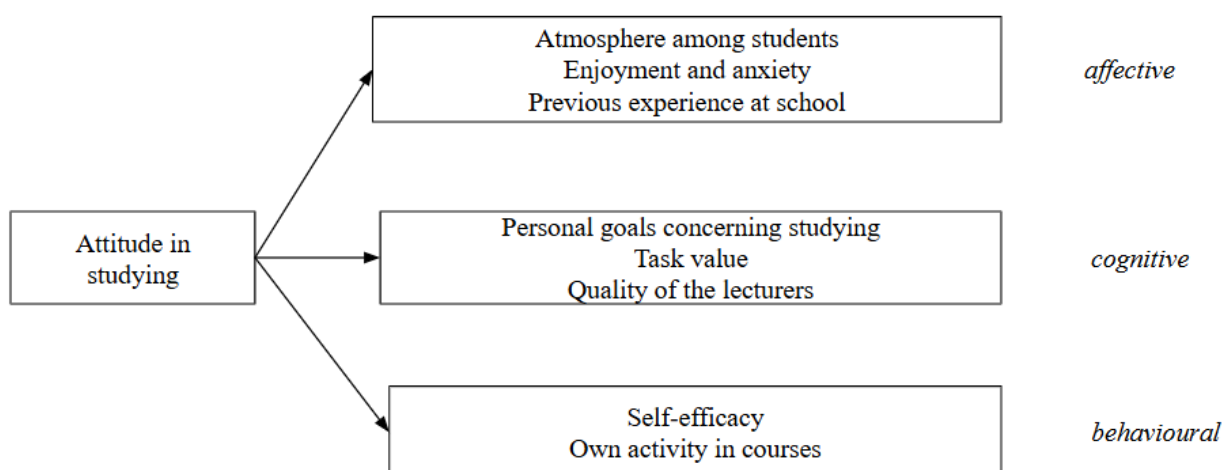 Atmosphere among students
Enjoyment and anxiety
Previous experience at school
affective
Attitude in
studying
Personal goals concerning studying
Task value
Quality of the lecturers
cognitive
Self-efficacy
Own activity in courses
behavioural